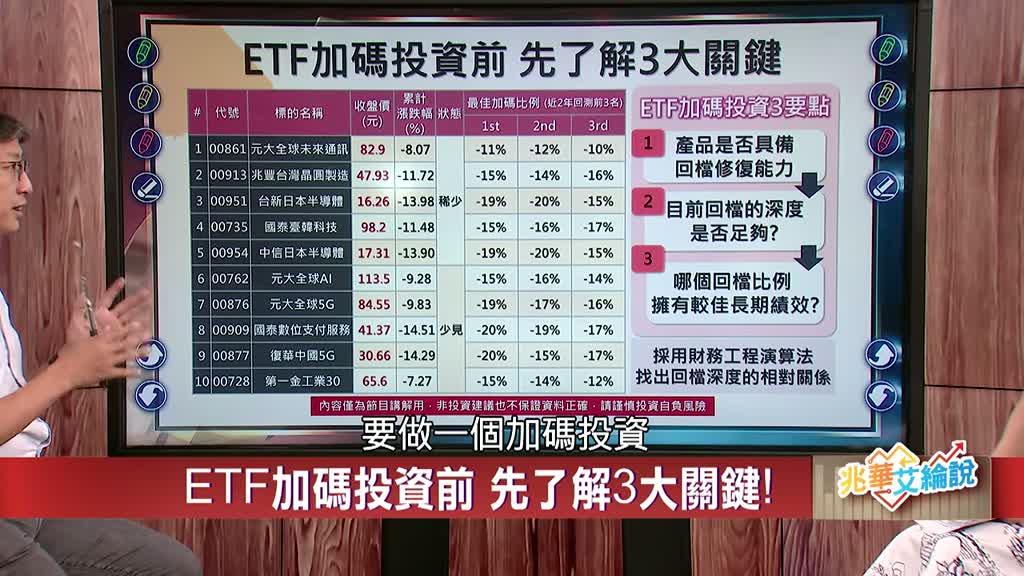 ETF加碼投資前 先了解3大關鍵
# 代號 標的名稱 收盤價(元) 累計漲跌幅(%) 狀態 最佳加碼比例 (近2年回測前3名)
1st 2nd 3rd
1 00861 元大全球未來通訊 82.9 -8.07 -11% -12% -10%
2 00913 兆豐台灣晶圓製造 47.93 -11.72 -15% -14% -16%
3 00951 台新日本半導體 16.26 -13.98 稀少 -19% -20% -15%
4 00735 國泰臺韓科技 98.2 -11.48 -15% -16% -17%
5 00954 中信日本半導體 17.31 -13.90 -19% -20% -15%
6 00762 元大全球AI 113.5 -9.28 -15% -16% -14%
7 00876 元大全球5G 84.55 -9.83 -19% -17% -16%
8 00909 國泰數位支付服務 41.37 -14.51 少見 -20% -19% -17%
9 00877 復華中國5G 30.66 -14.29 -20% -15% -17%
10 00728 第一金工業30 65.6 -7.27 -15% -14% -12%
ETF加碼投資3要點
1 產品是否具備
回檔修復能力
2 目前回檔的深度
是否足夠?
3 哪個回檔比例
擁有較佳長期績效?
採用財務工程演算法
找出回檔深度的相對關係
內容僅為節目講解用，非投資建議也不保證資料正確，請謹慎投資自負風險
要做一個加碼投資
ETF加碼投資前 先了解3大關鍵!
兆華艾綸說